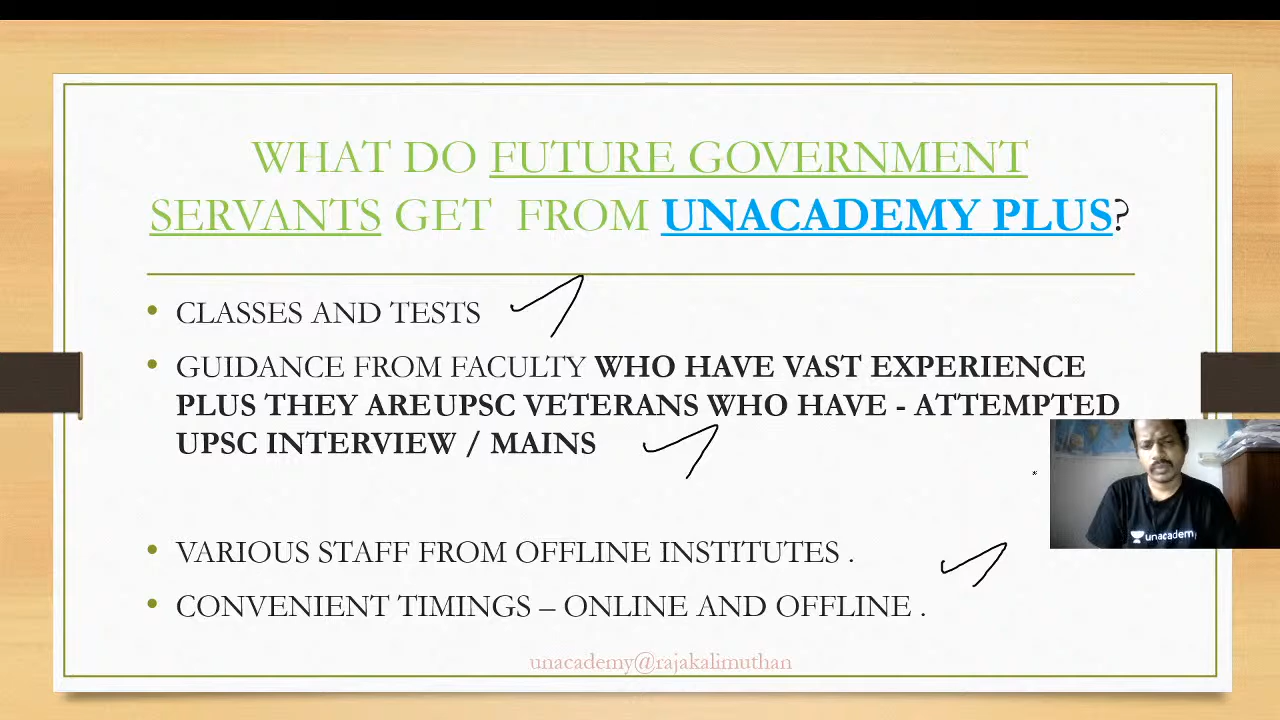 WHAT DO FUTURE GOVERNMENT
SERVANTS GET FROM UNACADEMY PLUS?
• CLASSES AND TESTS
• GUIDANCE FROM FACULTY WHO HAVE VAST EXPERIENCE
PLUS THEY AREUPSC VETERANS WHO HAVE - ATTEMPTED
UPSC INTERVIEW / MAINS
unacademy
• VARIOUS STAFF FROM OFFLINE INSTITUTES .
• CONVENIENT TIMINGS – ONLINE AND OFFLINE .
unacademy@rajakalimuthan